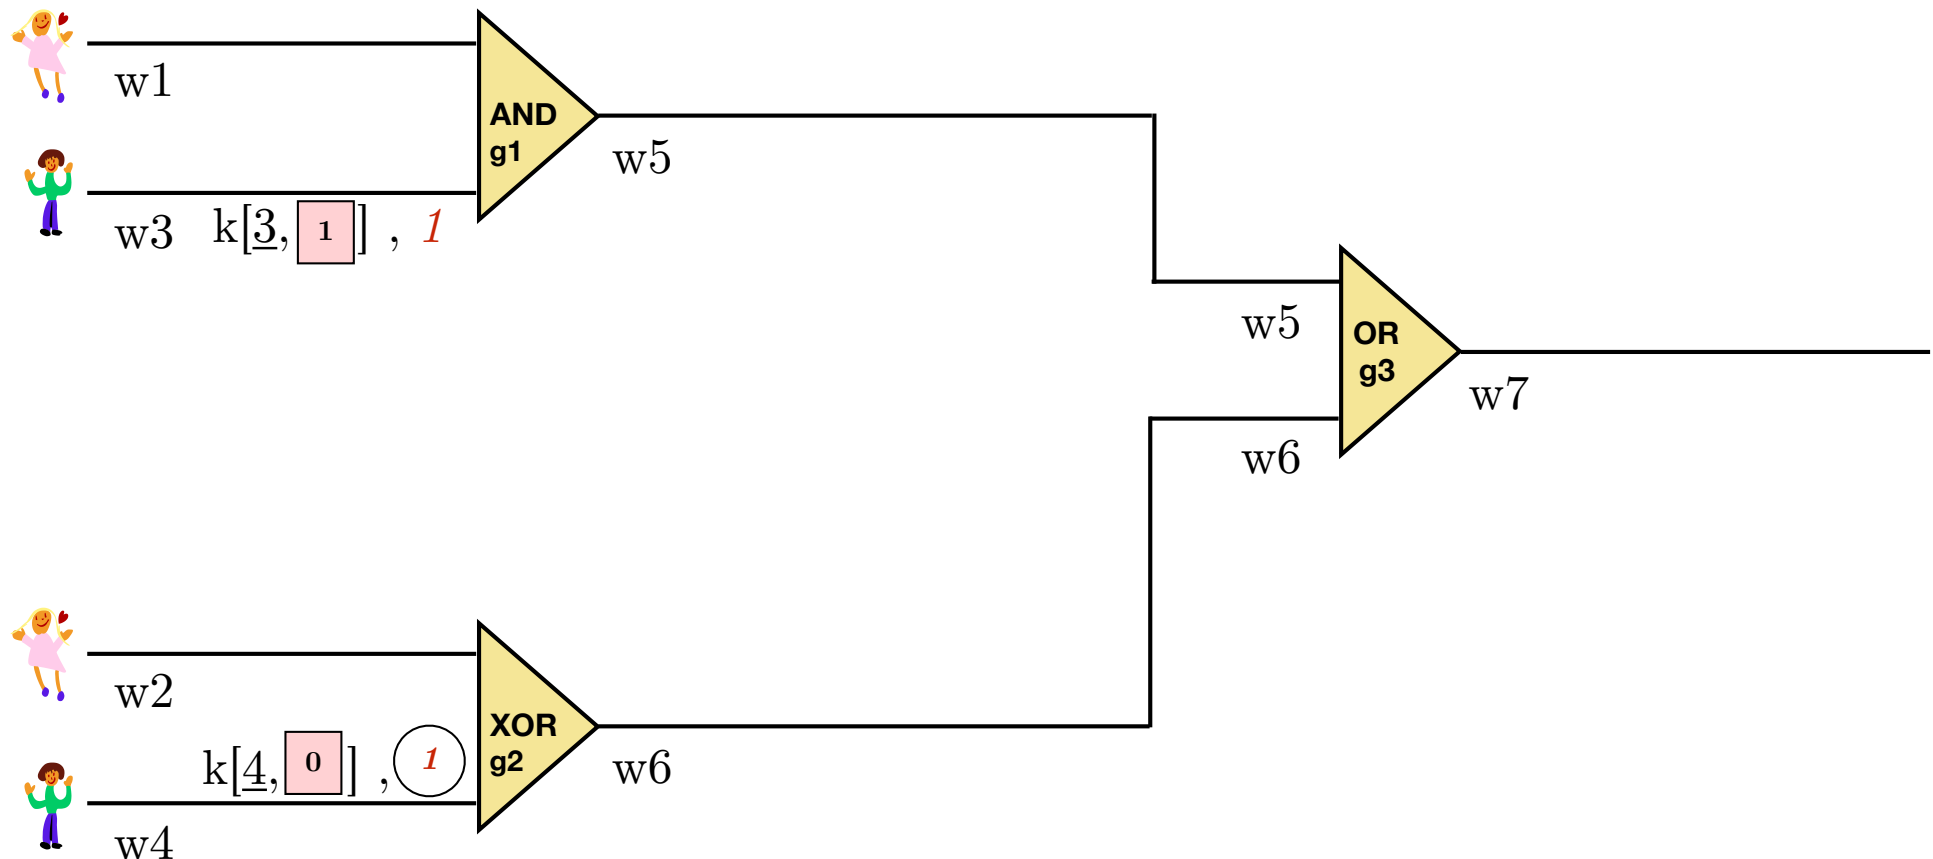 w1
AND
g1
w5
w3 k[3, 1] , 1
w5
OR
g3
w7
w6
w2
XOR
g2
k[4, 0] , 1
w6
w4